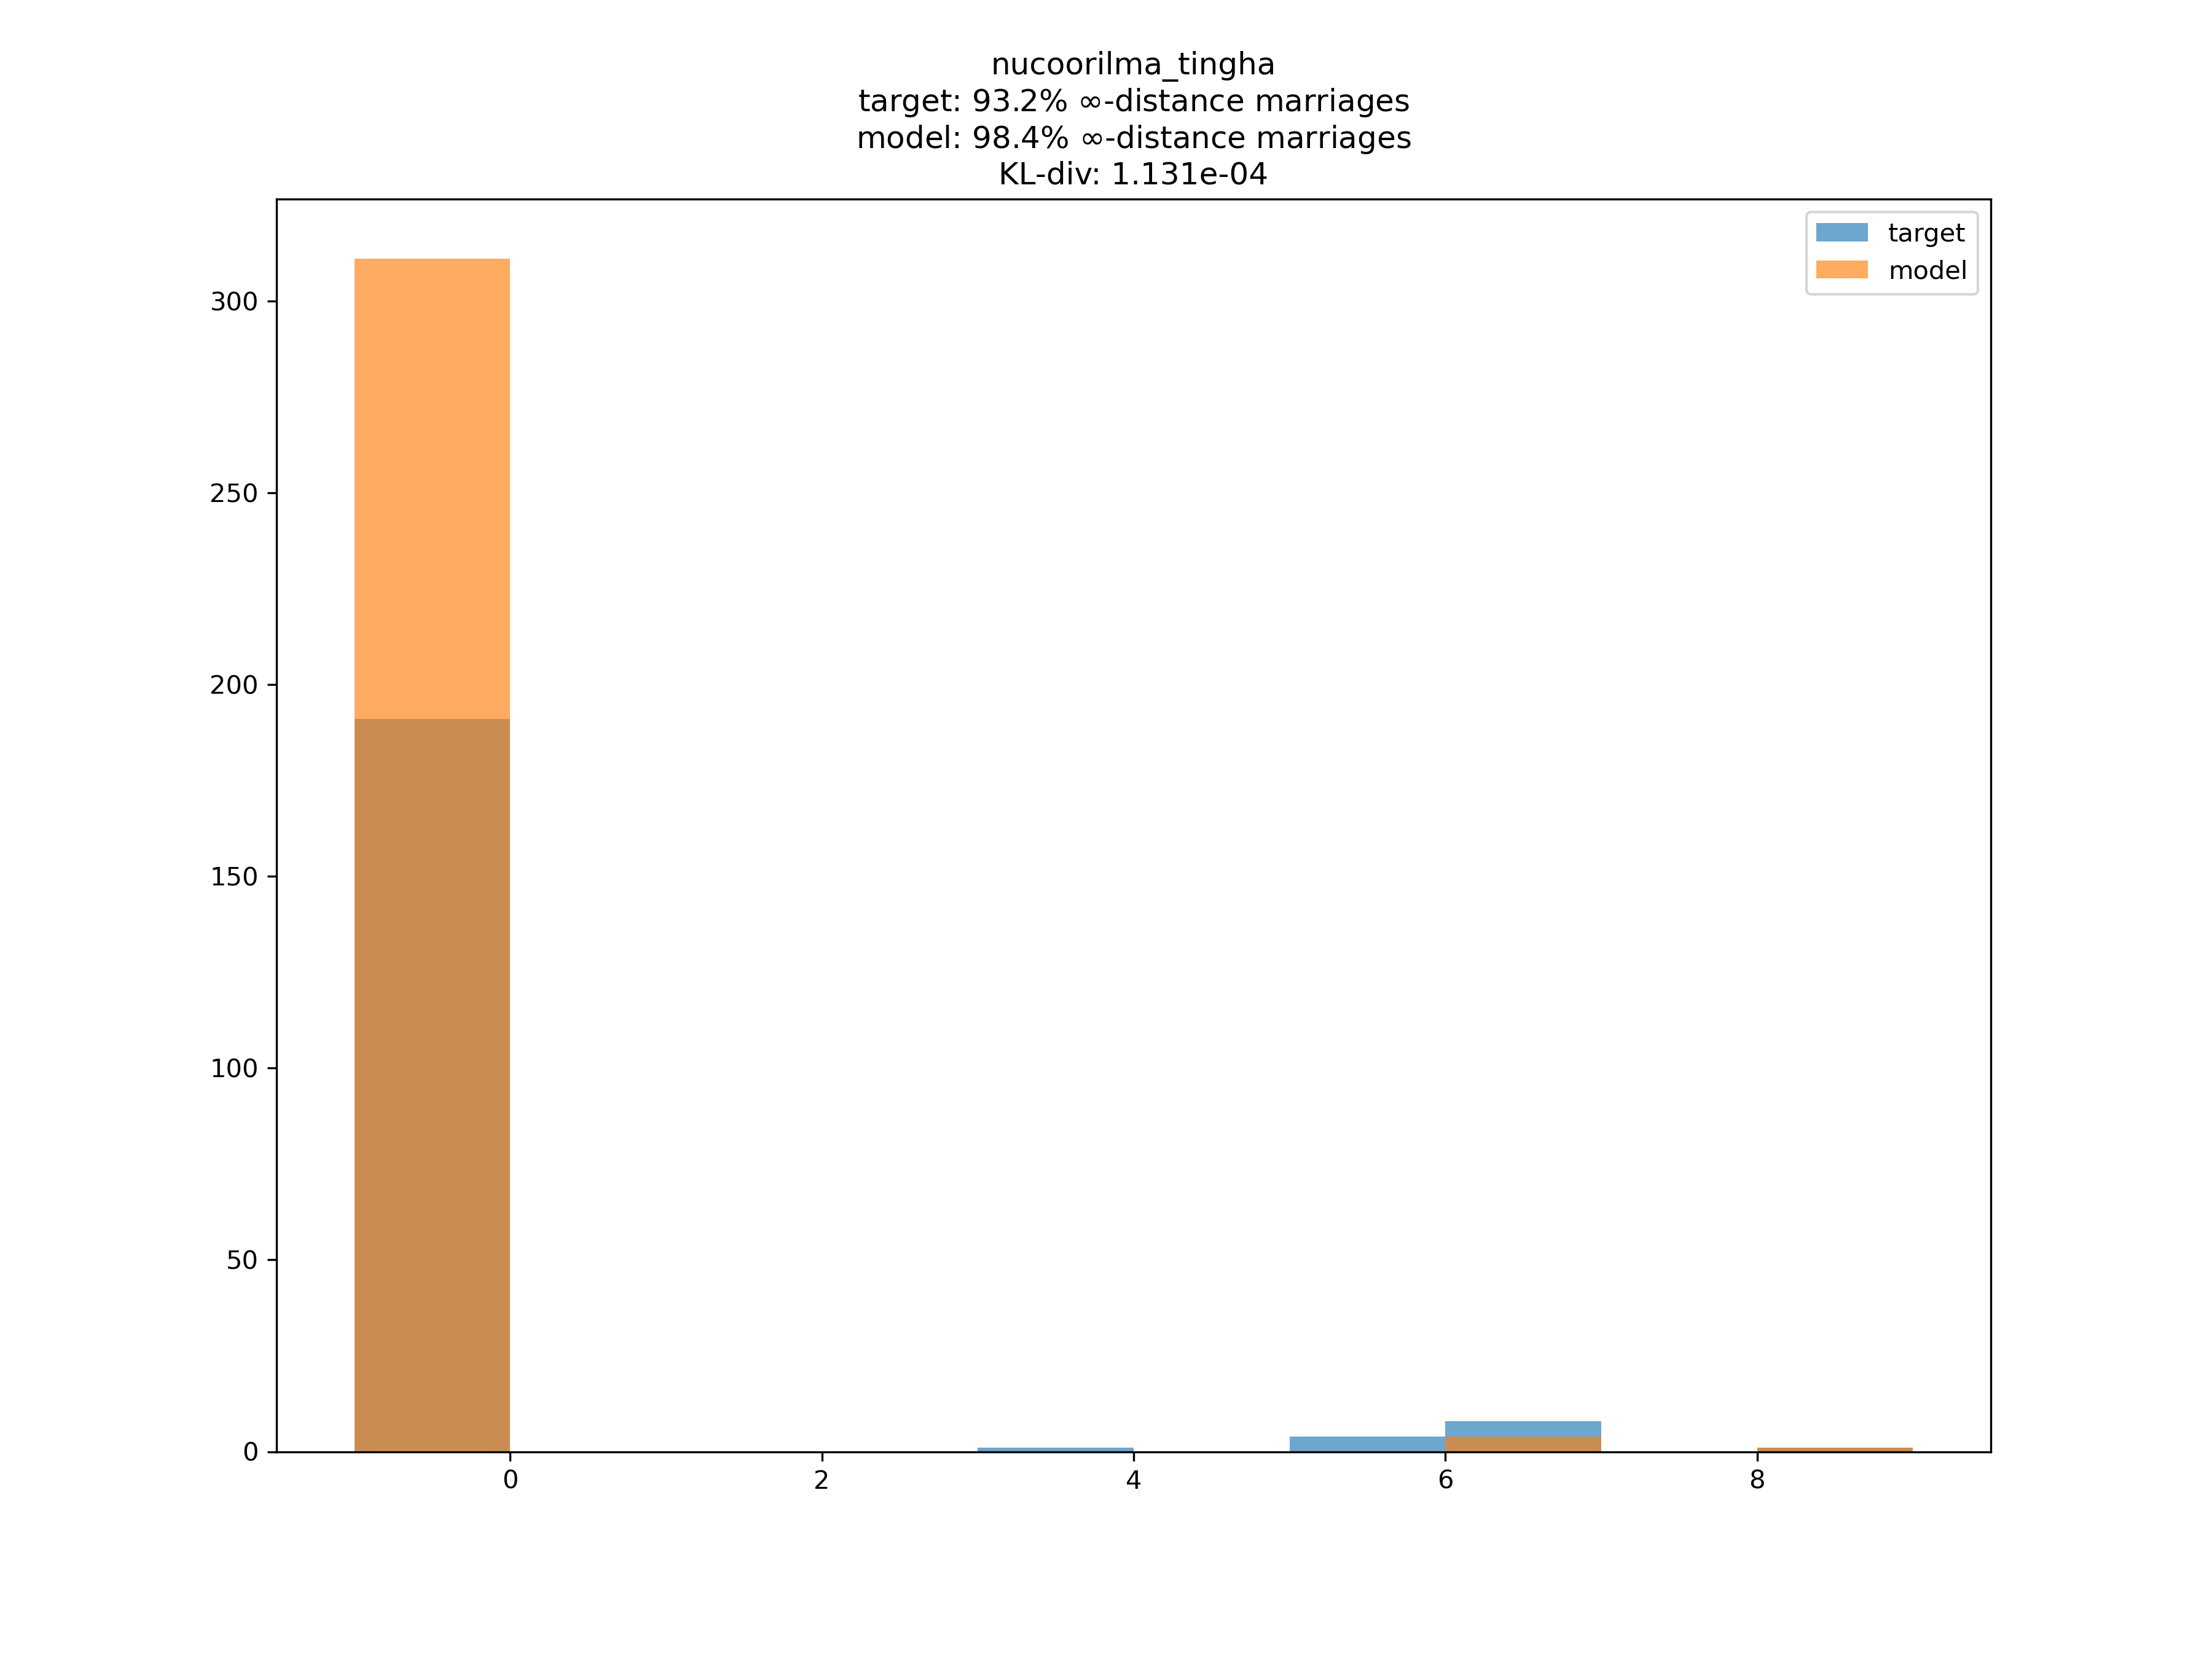 nucoorilma_tingha
target: 93.2% ∞-distance marriages
model: 98.4% ∞-distance marriages
KL-div: 1.131e-04
target
model
300
250
200
150
100
50
0
0 2 4 6 8